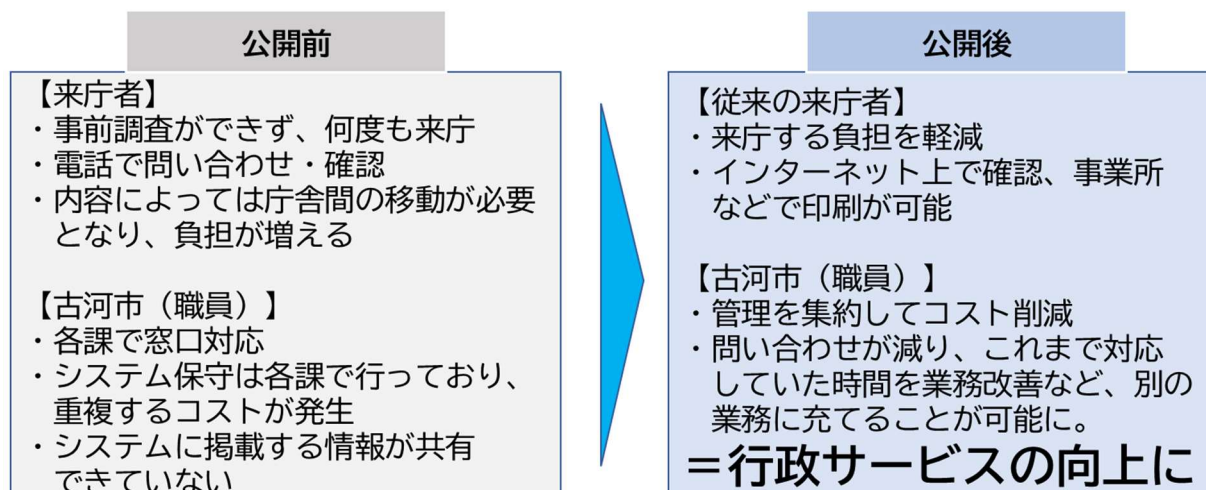 公開前
【来庁者】
・事前調査ができず、何度も来庁
・電話で問い合わせ・確認
・内容によっては庁舎間の移動が必要
となり、負担が増える
【古河市（職員）】
・各課で窓口対応
・システム保守は各課で行っており、
重複するコストが発生
・システムに掲載する情報が共有
できていない
公開後
【従来の来庁者】
・来庁する負担を軽減
・インターネット上で確認、事業所
などで印刷が可能
【古河市（職員）】
・管理を集約してコスト削減
・問い合わせが減り、これまで対応
していた時間を業務改善など、別の
業務に充てることが可能に。
＝行政サービスの向上に